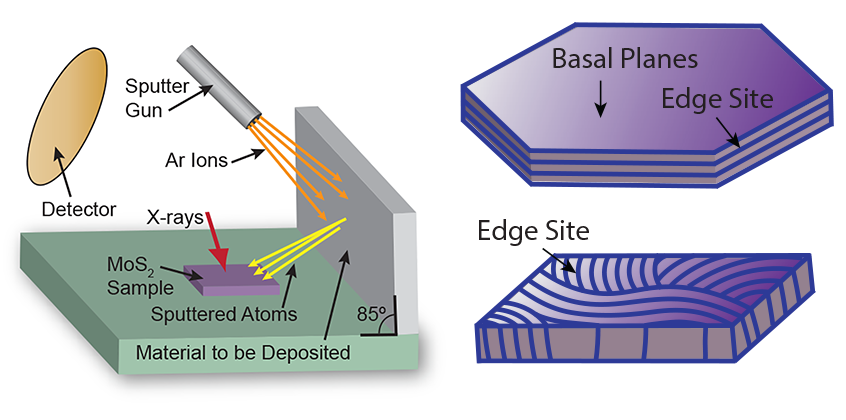 Sputter
Gun
Ar Ions
Detector
X-rays
MoS₂
Sample
Sputtered Atoms
85º
Material to be Deposited
Basal Planes
Edge Site
Edge Site